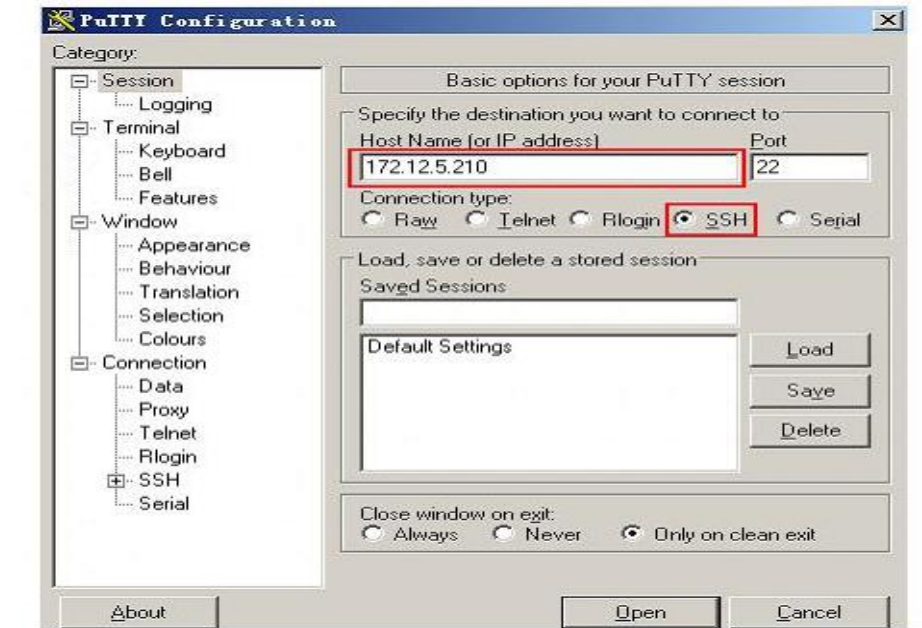 PuTTY Configuration
Category:
Session
Logging
Terminal
Keyboard
Bell
Features
Window
Appearance
Behaviour
Translation
Selection
Colours
Connection
Data
Proxy
Telnet
Rlogin
SSH
Serial
Basic options for your PuTTY session
Specify the destination you want to connect to
Host Name (or IP address) Port
172.12.5.210 22
Connection type:
Raw Telnet Rlogin SSH Serial
Load, save or delete a stored session
Saved Sessions
Default Settings
Load
Save
Delete
Close window on exit:
Always Never Only on clean exit
About Open Cancel